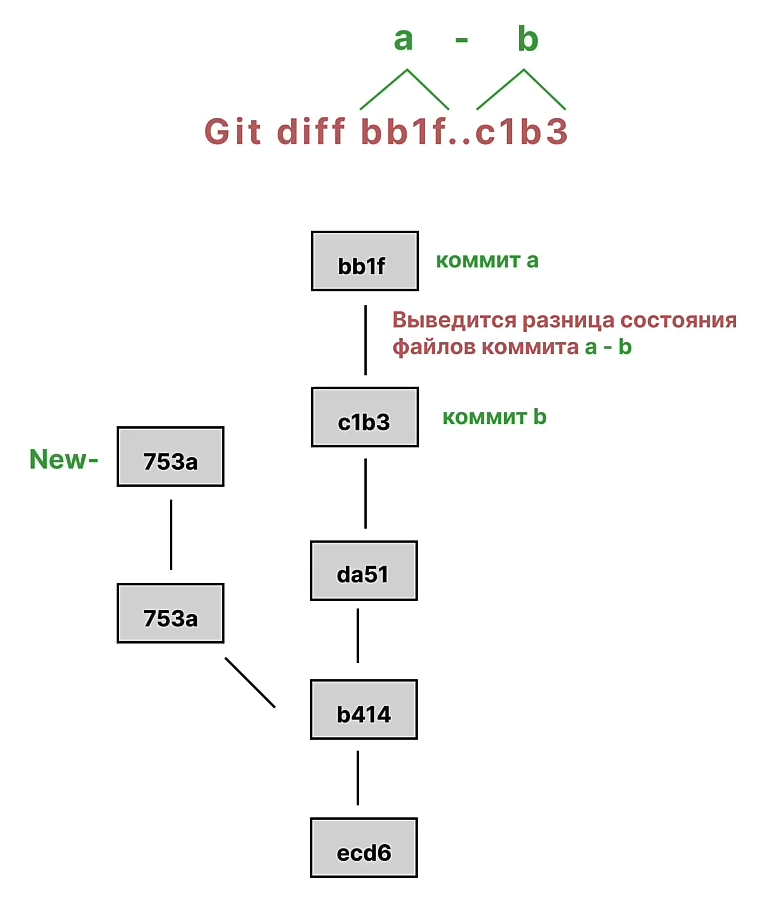 a - b
Git diff bb1f..c1b3
bb1f
коммит a
Выведится разница состояния
файлов коммита a - b
c1b3
коммит b
New-
753a
da51
753a
b414
ecd6